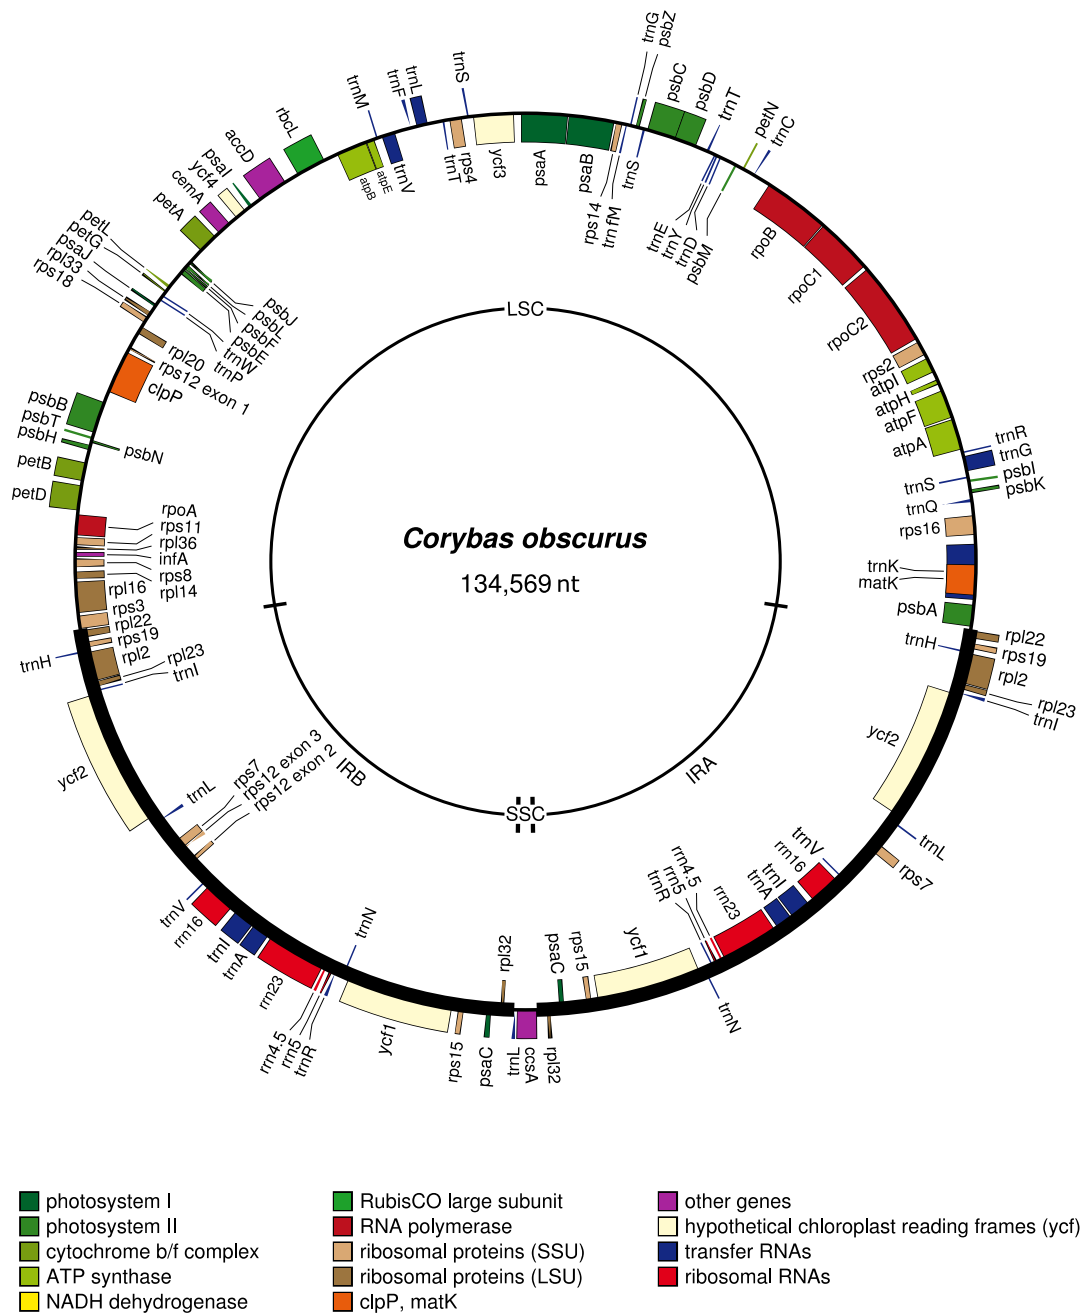 trnG
psbZ
psbC
psbD
trnT
petN
trnC
trnS
trnL
trnF
trnM
rbcL
accD
psaI
ycf4
cemA
petA
petL
petG
psaJ
rpl33
rps18
psbB
psbT
psbH
petB
petD
trnH
ycf2
atpB
atpE
trnV
trnT
rps4
ycf3
psaA
psaB
rps14
trnfM
trnS
trnE
trnY
trnD
psbM
rpoB
rpoC1
rpoC2
rps2
atpI
atpH
atpF
atpA
trnR
trnG
psbI
psbK
trnS
trnQ
rps16
trnK
matK
psbA
trnH
rpl22
rps19
rpl2
rpl23
trnI
ycf2
trnL
rps7
psbJ
psbL
psbF
psbE
trnW
trnP
rpl20
rps12 exon 1
clpP
psbN
rpoA
rps11
rpl36
infA
rps8
rpl14
rpl16
rps3
rpl22
rps19
rpl2
rpl23
trnI
LSC
Corybas obscurus
134,569 nt
IRB
IRA
SSC
trnL
rps7
rps12 exon 3
rps12 exon 2
trnV
rrn16
trnI
trnA
rrn23
rrn4.5
rrn5
trnR
trnN
ycf1
rps15
psaC
rpl32
trnL
ccsA
rpl32
psaC
rps15
ycf1
trnN
trnR
rrn5
rrn4.5
rrn23
trnA
trnI
rrn16
trnV
photosystem I
photosystem II
cytochrome b/f complex
ATP synthase
NADH dehydrogenase
RubisCO large subunit
RNA polymerase
ribosomal proteins (SSU)
ribosomal proteins (LSU)
clpP, matK
other genes
hypothetical chloroplast reading frames (ycf)
transfer RNAs
ribosomal RNAs